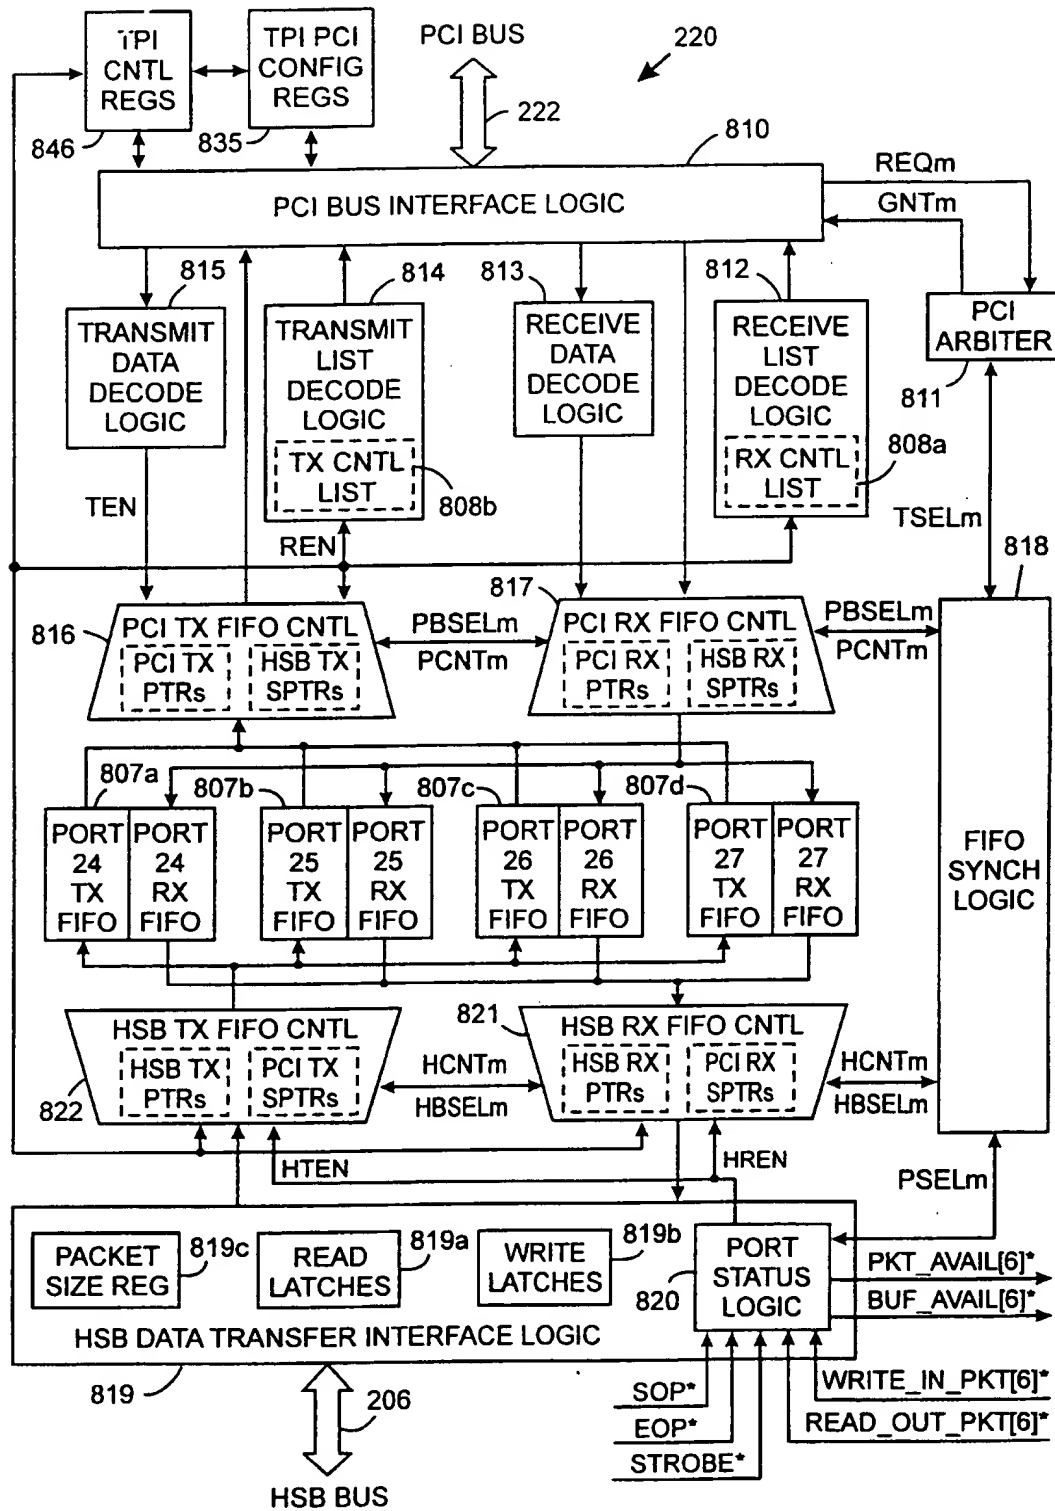 TPI
CNTL
REGS
TPI PCI
CONFIG
REGS
PCI BUS
220
222
846
835
810
REQm
GNTm
PCI BUS INTERFACE LOGIC
815
814
813
812
TRANSMIT
DATA
DECODE
LOGIC
TRANSMIT
LIST
DECODE
LOGIC
TX CNTL
LIST
808b
RECEIVE
DATA
DECODE
LOGIC
RECEIVE
LIST
DECODE
LOGIC
RX CNTL
LIST
808a
PCI
ARBITER
811
TEN
REN
TSELm
818
817
816
PCI TX FIFO CNTL
PCI TX
PTRs
HSB TX
SPTRs
PBSELm
PCNTm
PCI RX FIFO CNTL
PCI RX
PTRs
HSB RX
SPTRs
PBSELm
PCNTm
807a
807b
807c
807d
PORT
24
TX
FIFO
PORT
24
RX
FIFO
PORT
25
TX
FIFO
PORT
25
RX
FIFO
PORT
26
TX
FIFO
PORT
26
RX
FIFO
PORT
27
TX
FIFO
PORT
27
RX
FIFO
FIFO
SYNCH
LOGIC
HSB TX FIFO CNTL
HSB TX
PTRs
PCI TX
SPTRs
822
HCNTm
HBSELm
821
HSB RX FIFO CNTL
HSB RX
PTRs
PCI RX
SPTRs
HCNTm
HBSELm
HTEN
HREN
PSELm
PACKET
SIZE REG
819c
READ
LATCHES
819a
WRITE
LATCHES
819b
820
PORT
STATUS
LOGIC
PKT_AVAIL[6]*
BUF_AVAIL[6]*
HSB DATA TRANSFER INTERFACE LOGIC
819
206
SOP*
EOP*
STROBE*
WRITE_IN_PKT[6]*
READ_OUT_PKT[6]*
HSB BUS